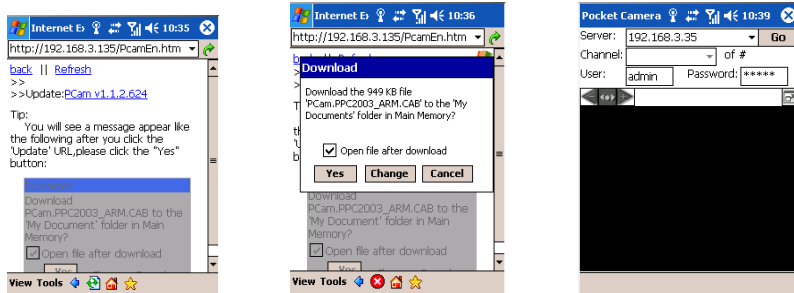 Internet E 10:35
http://192.168.3.135/PcamEn.htm
back || Refresh
>>
>>Update:PCam v1.1.2.624
Tip:
You will see a message appear like
the following after you click the
'Update' URL,please click the "Yes"
button:
Download
Download
PCam.PPC2003_ARM.CAB to the
'My Document' folder in Main
Memory?
Open file after download
Yes
View Tools
Internet E 10:36
http://192.168.3.135/PcamEn.htm
Download
Download the 949 KB file
'PCam.PPC2003_ARM.CAB' to the 'My
Documents' folder in Main Memory?
Open file after download
Yes Change Cancel
Download
PCam.PPC2003_ARM.CAB to the
'My Document' folder in Main
Memory?
Open file after download
View Tools
Pocket Camera 10:39
Server: 192.168.3.35 Go
Channel: of #
User: admin Password: *****